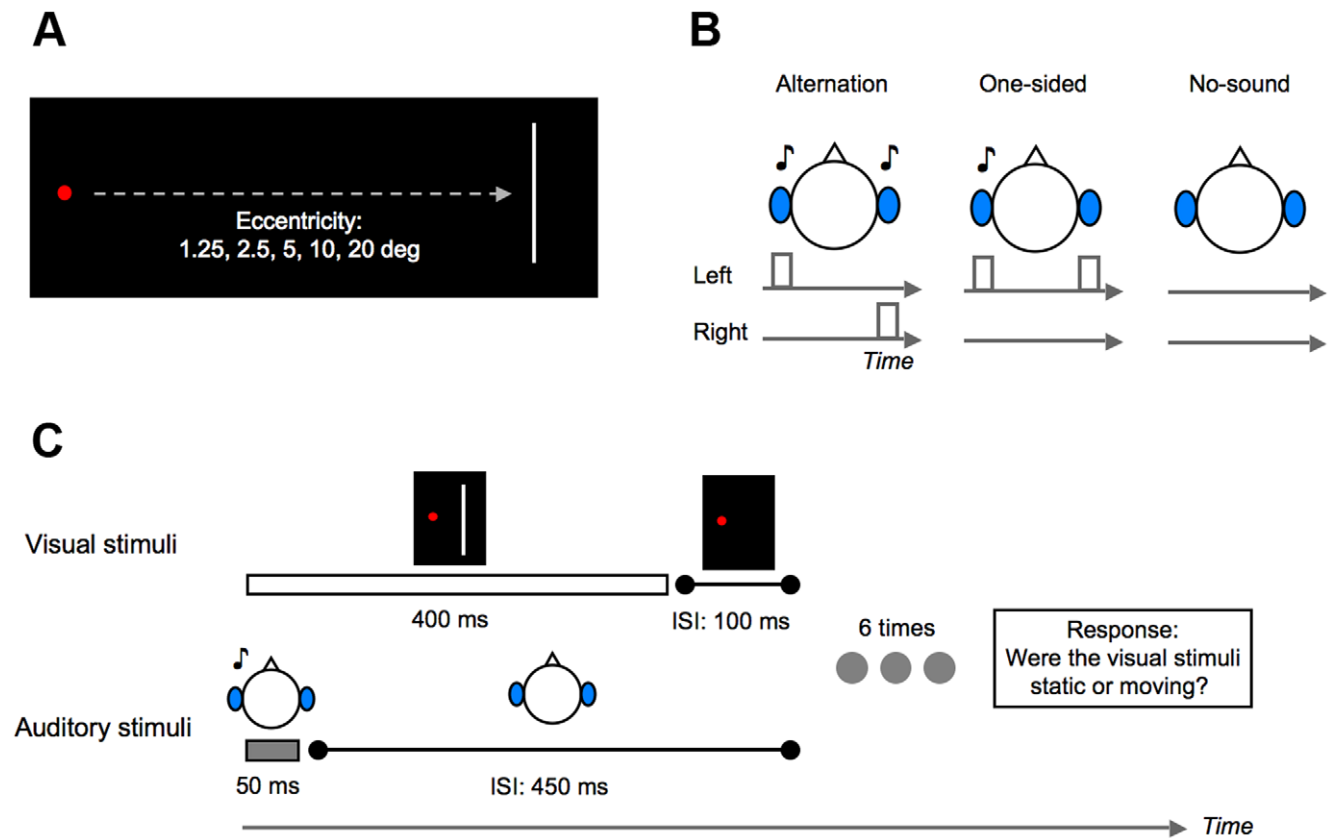 A
Eccentricity:
1.25, 2.5, 5, 10, 20 deg
B
Alternation
One-sided
No-sound
Left
Right
Time
C
Visual stimuli
400 ms
ISI: 100 ms
6 times
Response:
Were the visual stimuli
static or moving?
Auditory stimuli
50 ms
ISI: 450 ms
Time